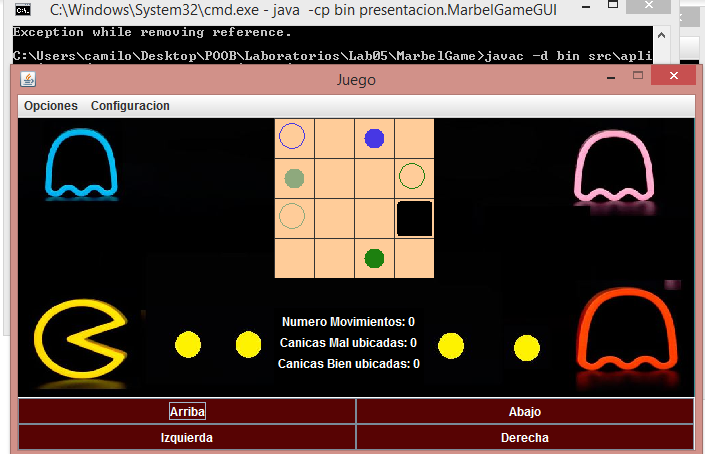 C:\Windows\System32\cmd.exe - java -cp bin presentacion.MarbelGameGUI
Exception while removing reference.
C:\Users\camilo\Desktop\POOB\Laboratorios\Lab05\MarbelGame>javac -d bin src\apli
Juego
Opciones Configuracion
Numero Movimientos: 0
Canicas Mal ubicadas: 0
Canicas Bien ubicadas: 0
Arriba Abajo
Izquierda Derecha